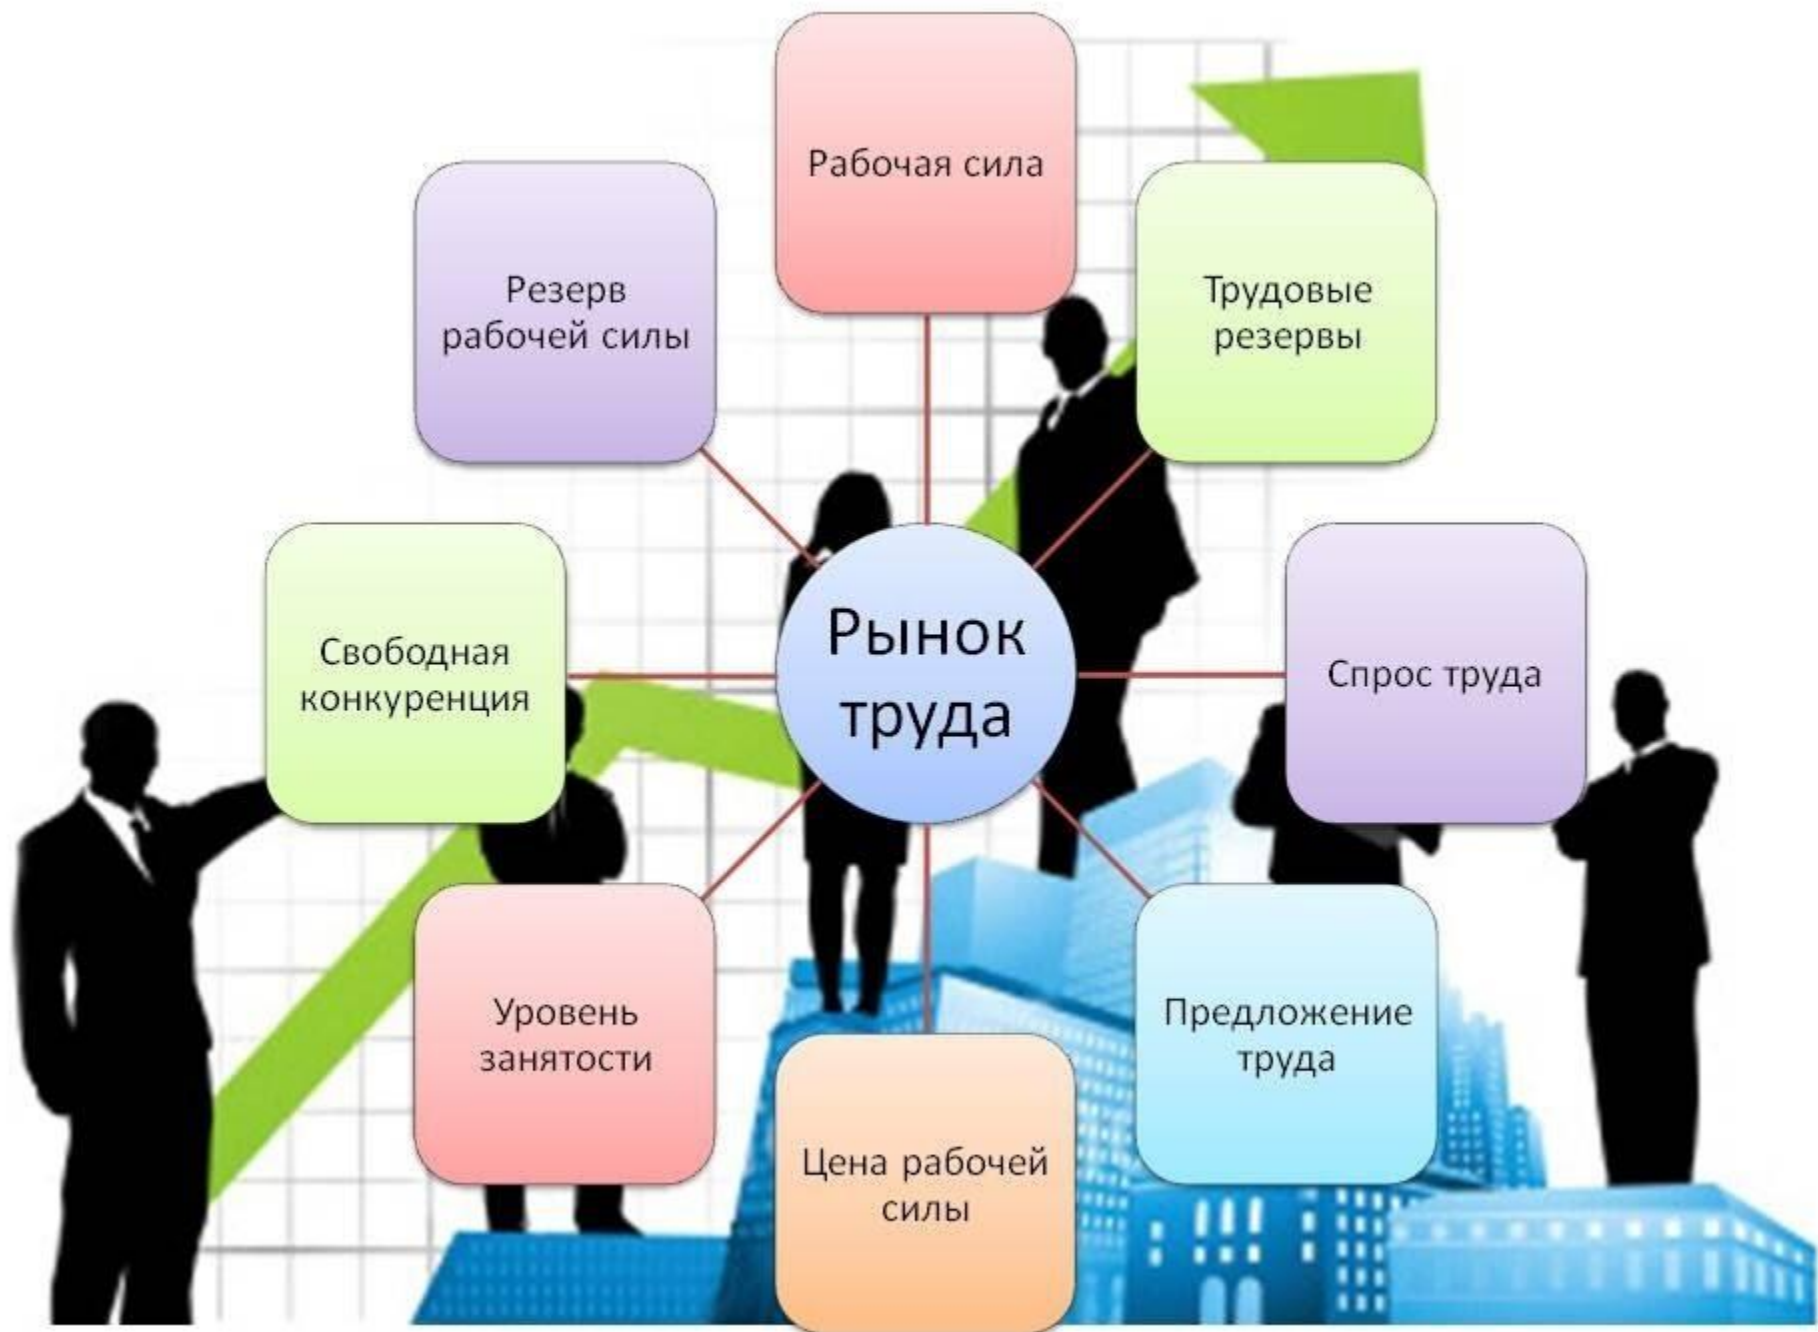 Рабочая сила
Резерв
рабочей силы
Трудовые
резервы
Свободная
конкуренция
Рынок
труда
Спрос труда
Уровень
занятости
Предложение
труда
Цена рабочей
силы